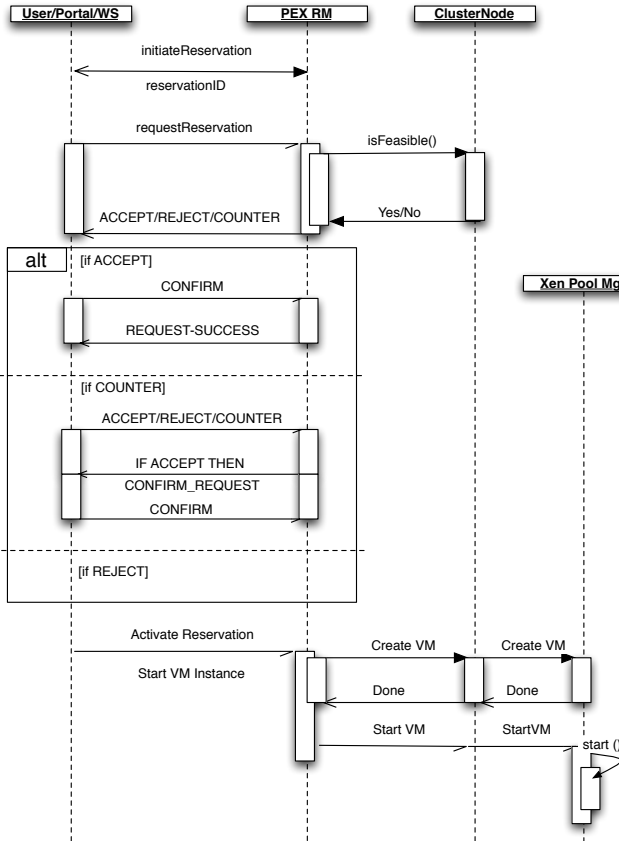 User/Portal/WS
PEX RM
ClusterNode
initiateReservation
reservationID
requestReservation
isFeasible()
Yes/No
ACCEPT/REJECT/COUNTER
alt
[if ACCEPT]
CONFIRM
Xen Pool Mg
REQUEST-SUCCESS
[if COUNTER]
ACCEPT/REJECT/COUNTER
IF ACCEPT THEN
CONFIRM_REQUEST
CONFIRM
[if REJECT]
Activate Reservation
Create VM
Create VM
Start VM Instance
Done
Done
Start VM
StartVM
start ()